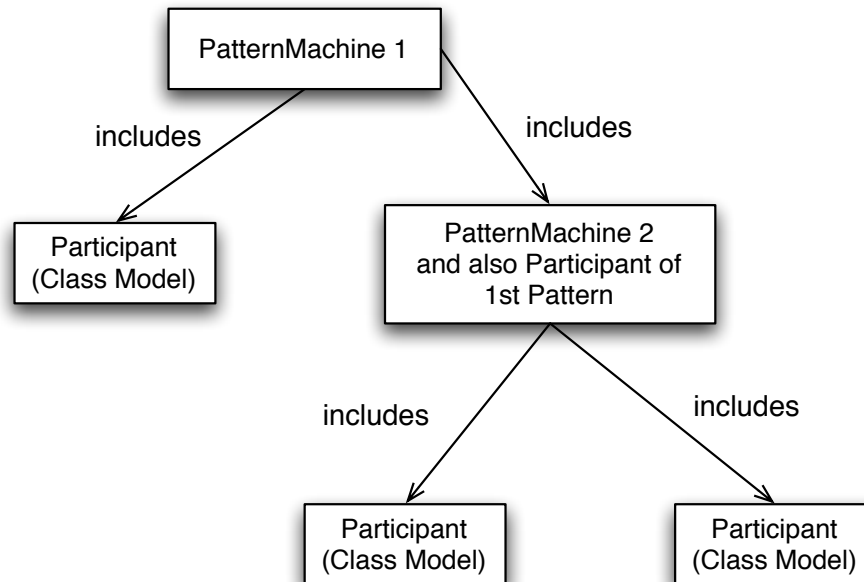 PatternMachine 1
includes
includes
Participant
(Class Model)
PatternMachine 2
and also Participant of
1st Pattern
includes
includes
Participant
(Class Model)
Participant
(Class Model)